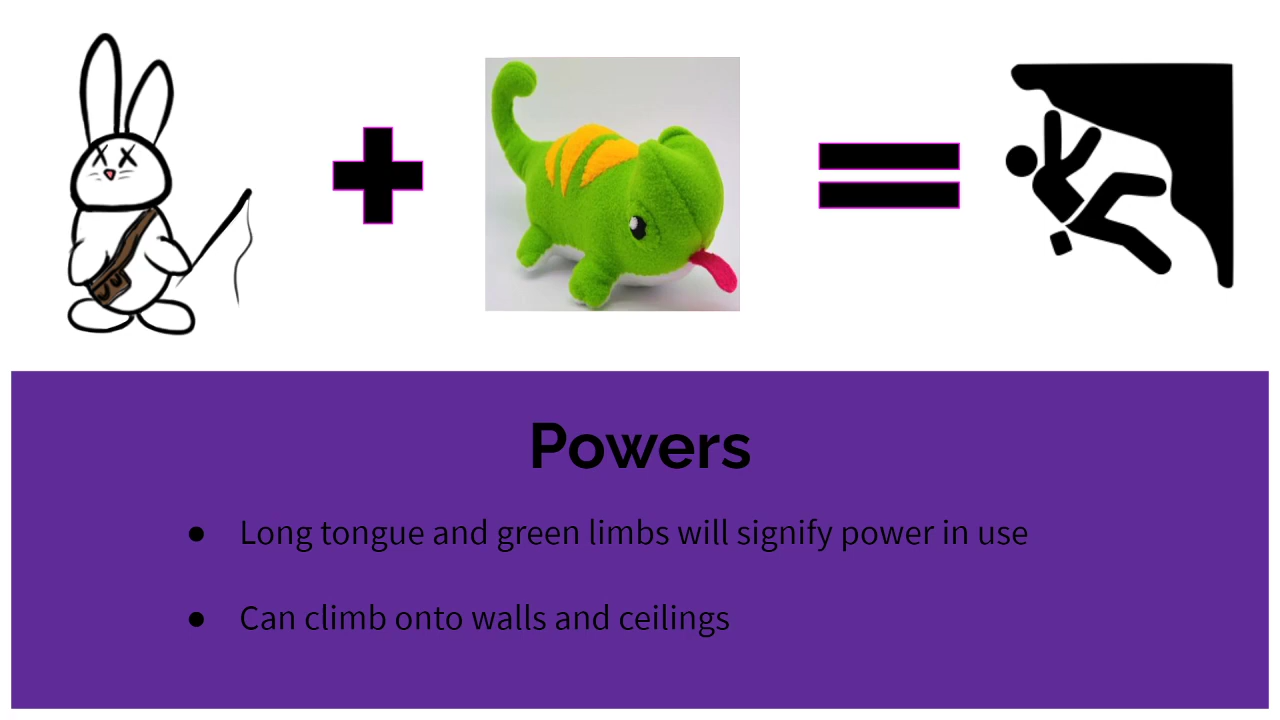 Powers
● Long tongue and green limbs will signify power in use
● Can climb onto walls and ceilings